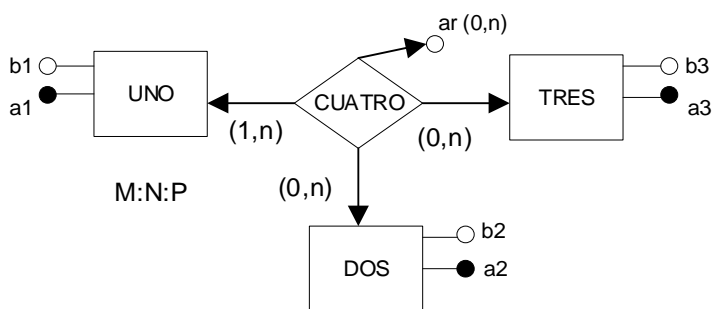 ar (0,n)
b1
UNO
a1
CUATRO
TRES
b3
a3
(1,n)
(0,n)
M:N:P
(0,n)
DOS
b2
a2